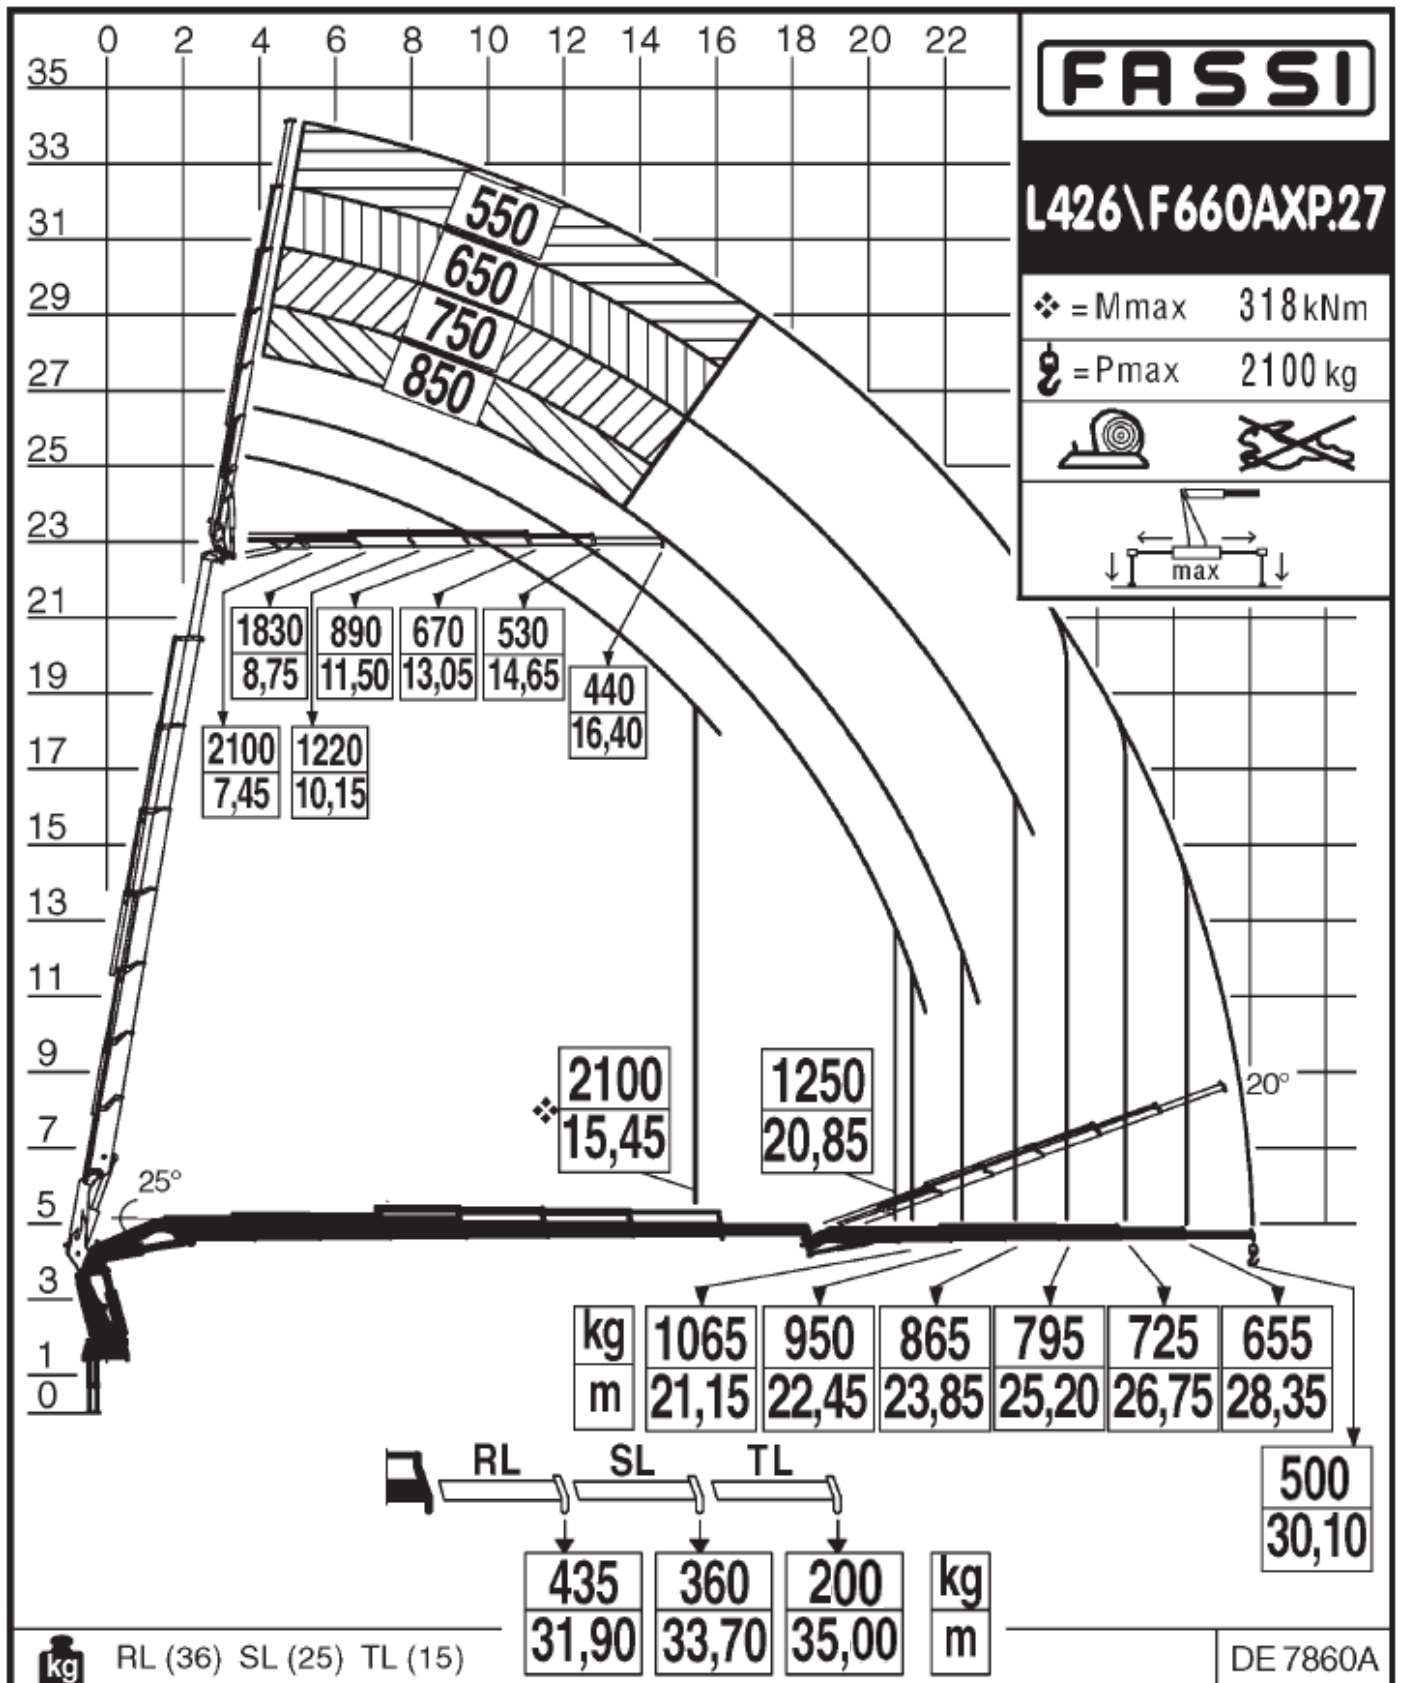 0 2 4 6 8 10 12 14 16 18 20 22
35
33
31
29
27
25
23
21
19
17
15
13
11
9
7
5
3
1
0
FASSI
L426\F660AXP.27
❖ = Mmax 318 kNm
= Pmax 2100 kg
max
550
650
750
850
1830 890 670 530
8,75 11,50 13,05 14,65
440
16,40
2100 1220
7,45 10,15
❖ 2100
15,45
1250
20,85
20°
25°
kg 1065 950 865 795 725 655
m 21,15 22,45 23,85 25,20 26,75 28,35
500
30,10
RL SL TL
435 360 200 kg
31,90 33,70 35,00 m
kg RL (36) SL (25) TL (15)
DE 7860A